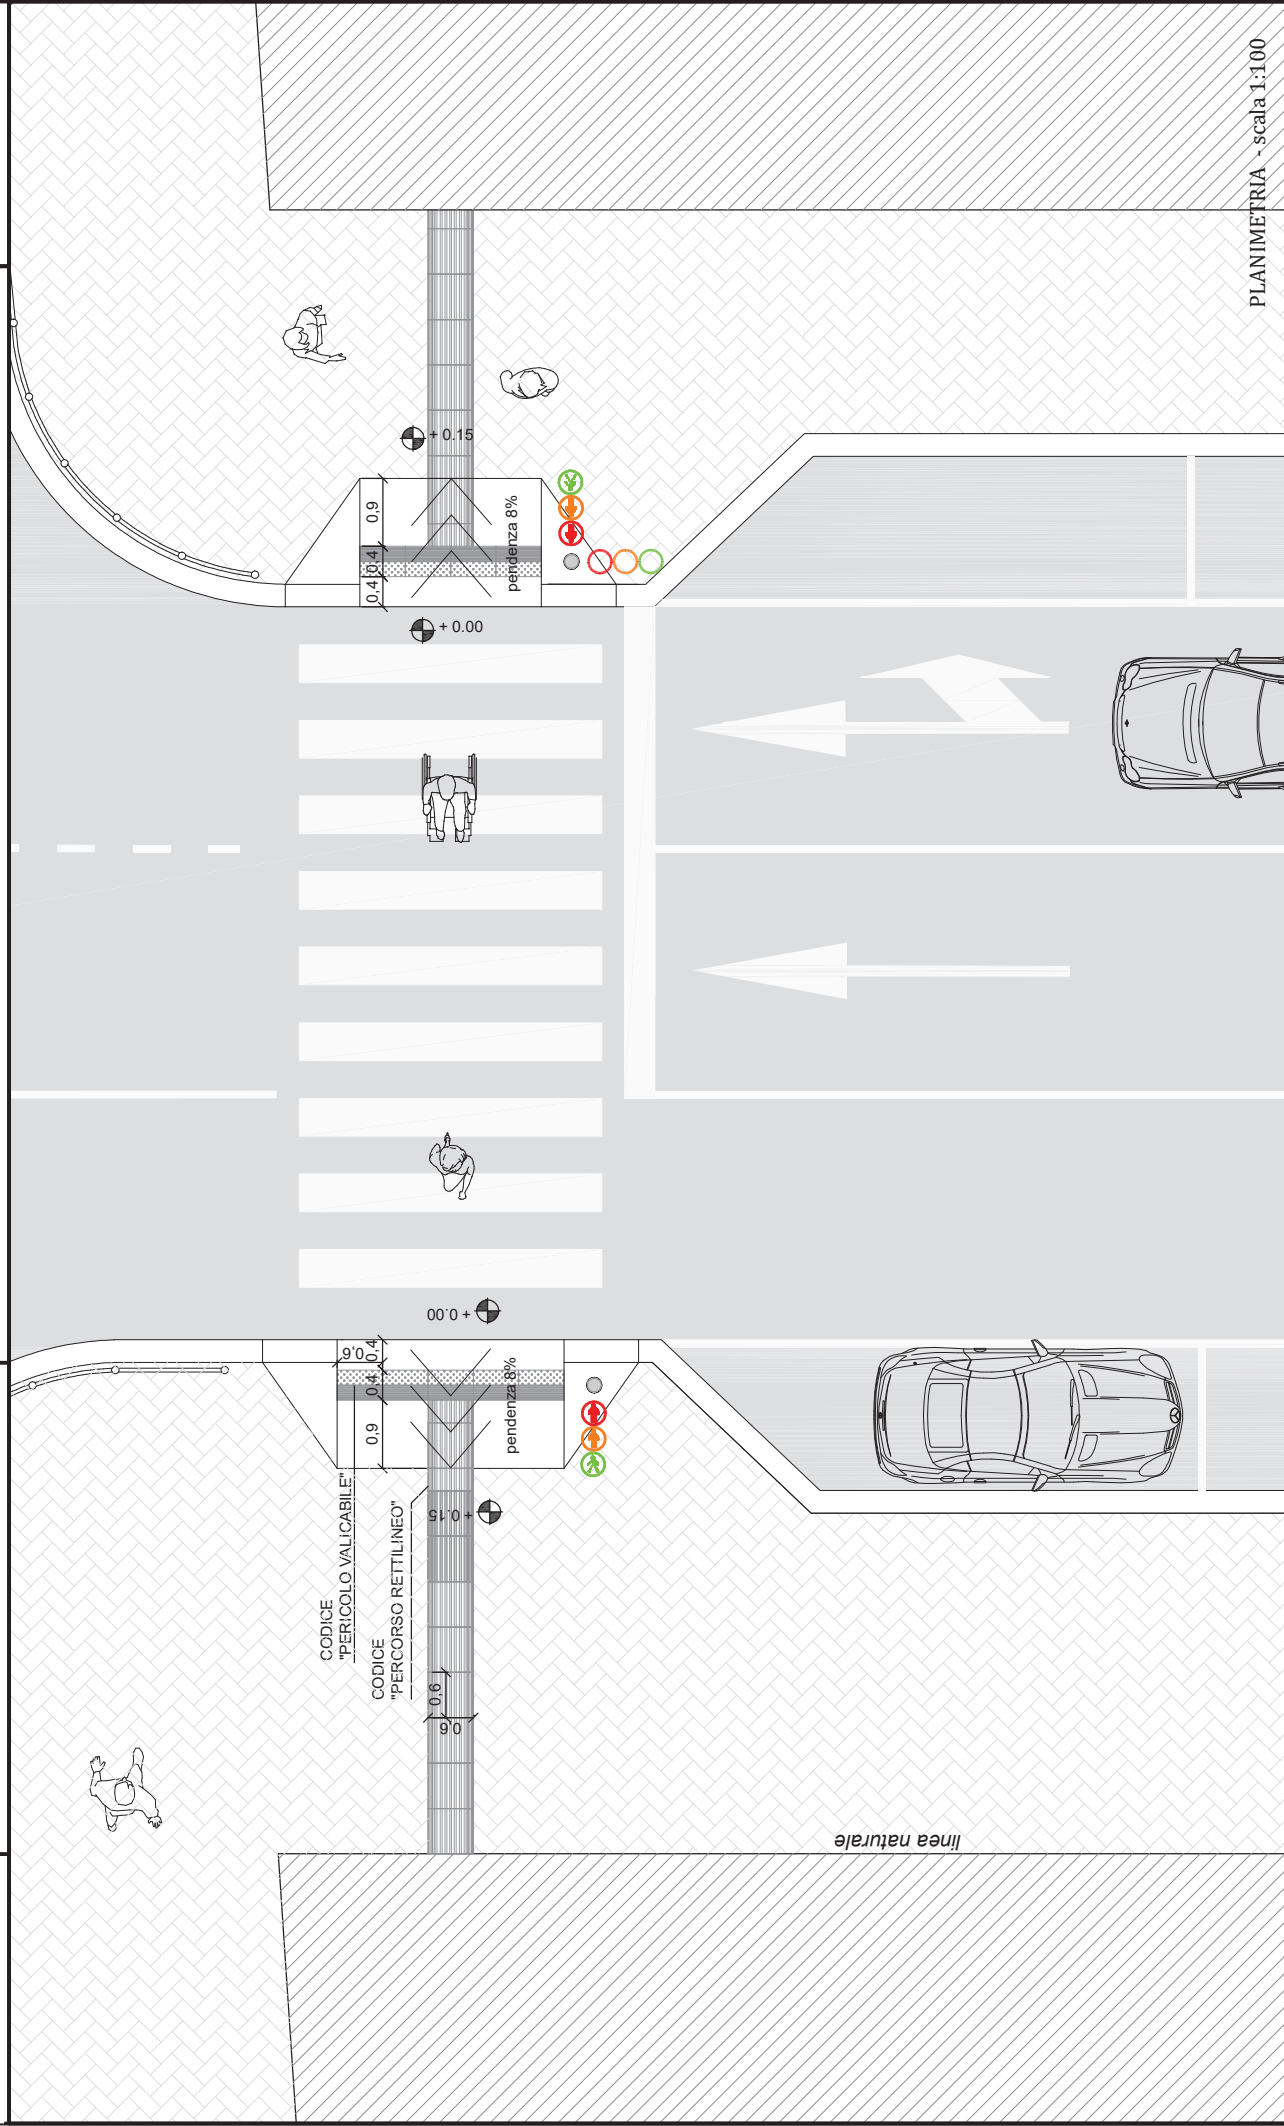 PLANIMETRIA - scala 1:100
+ 0.15
0,9
0,4
0,4
pendenza 8%
+ 0.00
+ 0.00
0,6
0,4
0,4
0,9
pendenza 8%
+ 0.15
CODICE
"PERICOLO VALICABILE"
CODICE
"PERCORSO RETTILINEO"
0,6
0,6
linea naturale